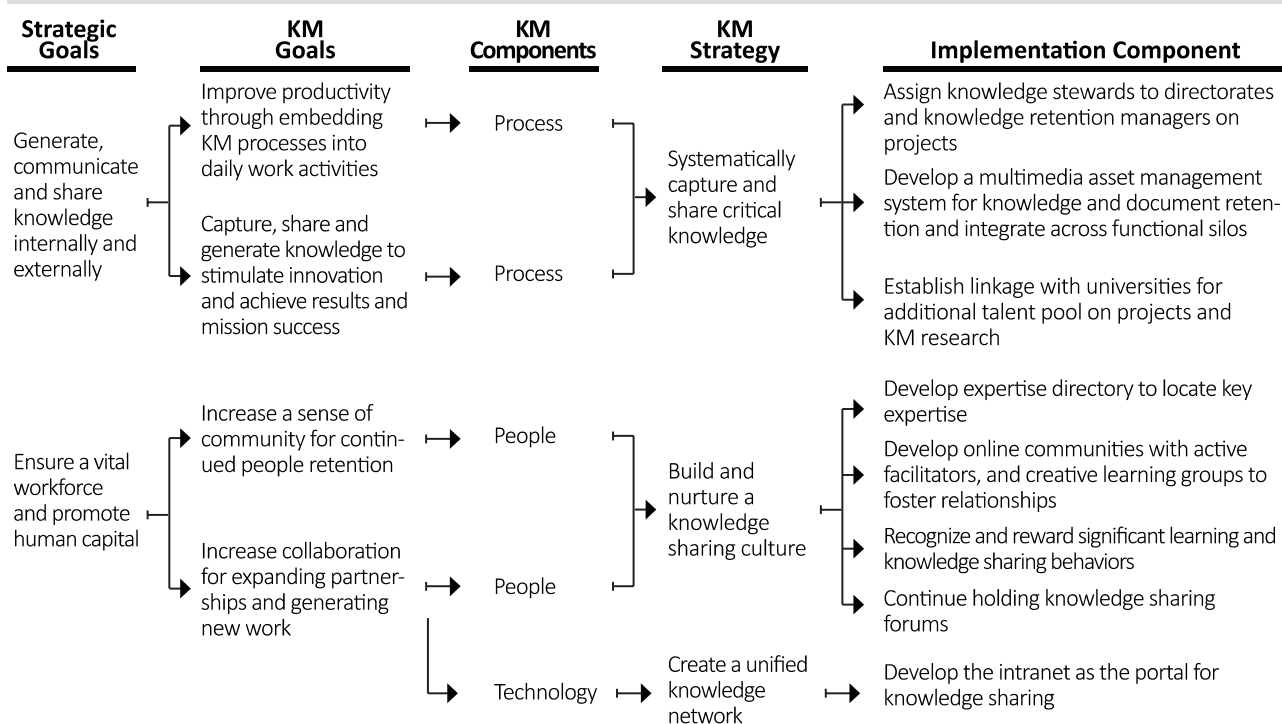 Strategic
Goals
KM
Goals
KM
Components
KM
Strategy
Implementation Component
Generate,
communicate
and share
knowledge
internally and
externally
Improve productivity
through embedding
KM processes into
daily work activities
Process
Capture, share and
generate knowledge to
stimulate innovation
and achieve results and
mission success
Process
Systematically
capture and
share critical
knowledge
Assign knowledge stewards to directorates
and knowledge retention managers on
projects
Develop a multimedia asset management
system for knowledge and document reten-
tion and integrate across functional silos
Establish linkage with universities for
additional talent pool on projects and
KM research
Ensure a vital
workforce
and promote
human capital
Increase a sense of
community for contin-
ued people retention
People
Increase collaboration
for expanding partner-
ships and generating
new work
People
Build and
nurture a
knowledge
sharing culture
Develop expertise directory to locate key
expertise
Develop online communities with active
facilitators, and creative learning groups to
foster relationships
Recognize and reward significant learning and
knowledge sharing behaviors
Continue holding knowledge sharing
forums
Technology
Create a unified
knowledge
network
Develop the intranet as the portal for
knowledge sharing